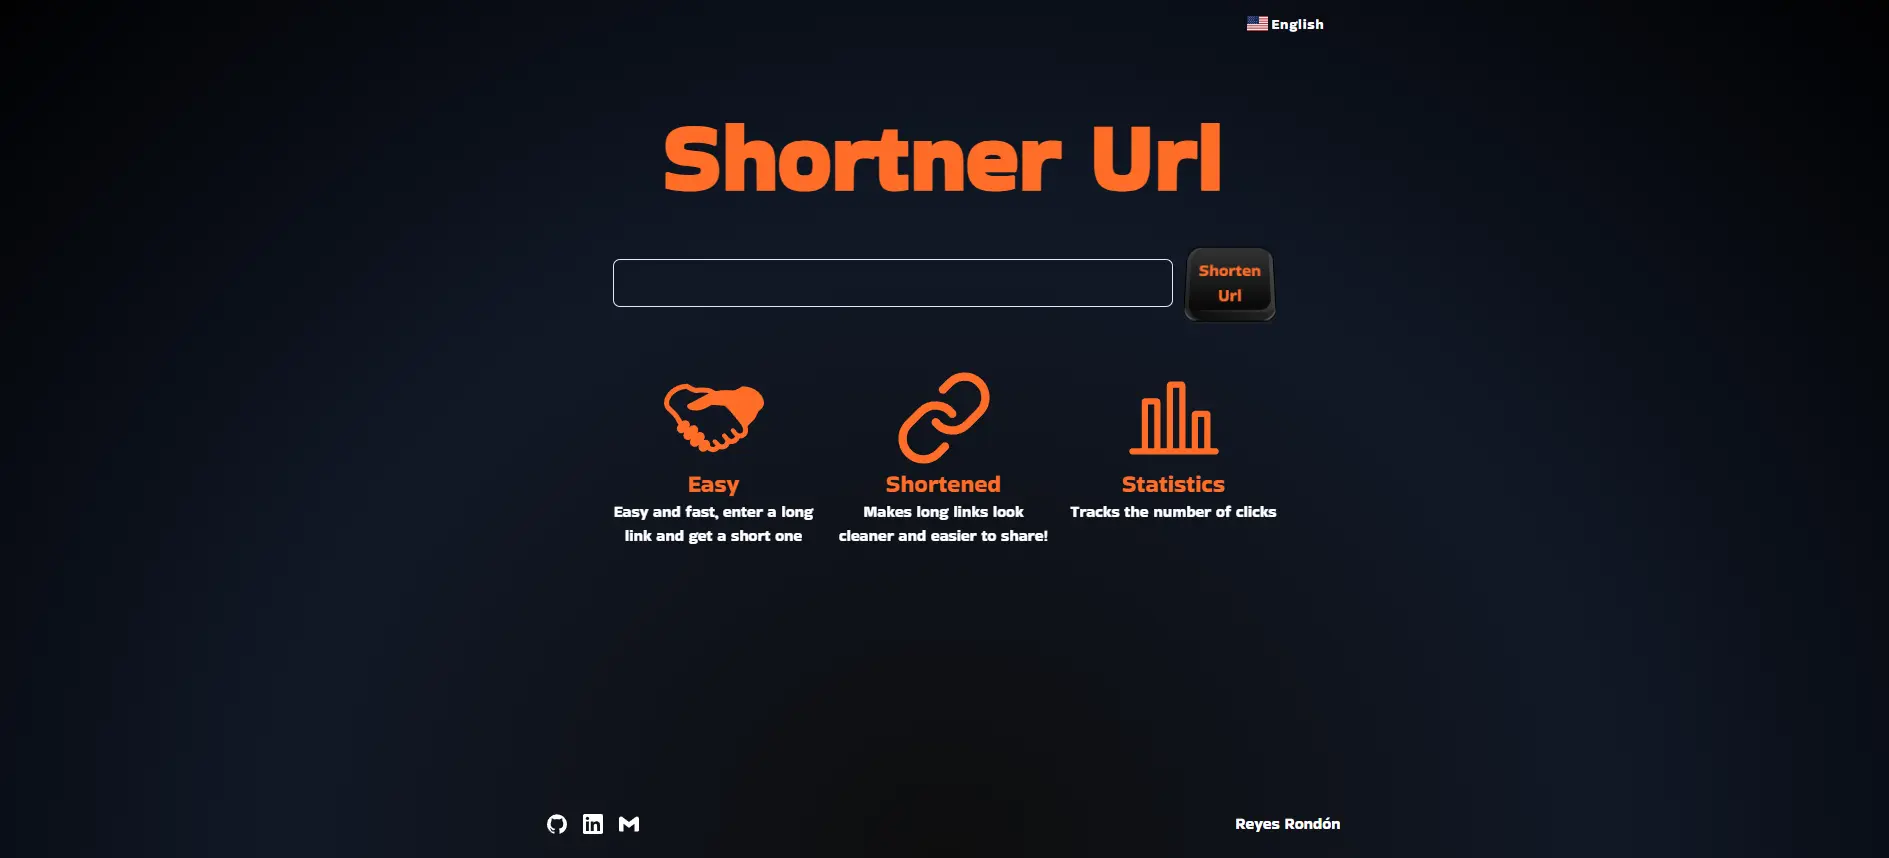 English
Shortner Url
Shorten
Url
Easy
Easy and fast, enter a long
link and get a short one
Shortened
Makes long links look
cleaner and easier to share!
Statistics
Tracks the number of clicks
in
Reyes Rondón